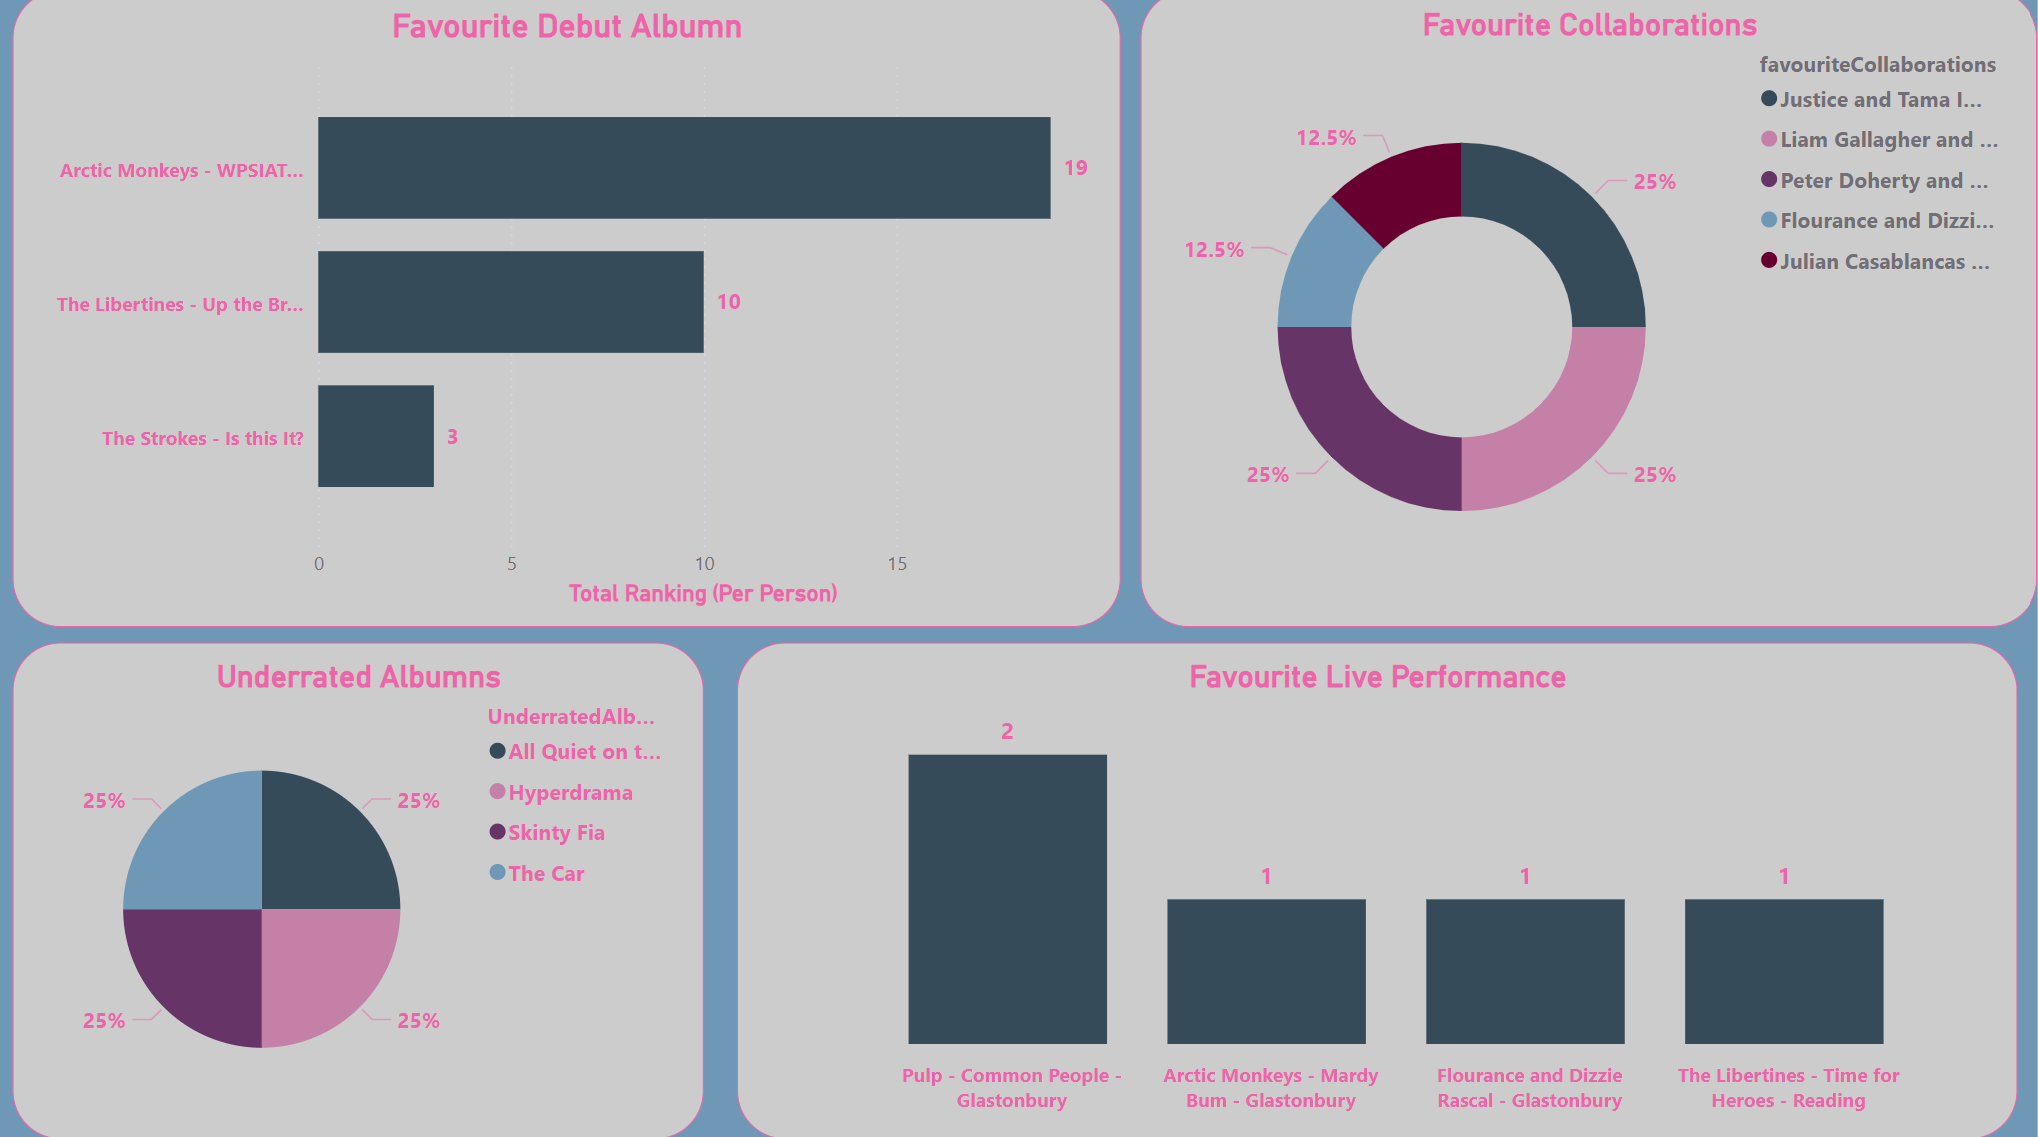 Favourite Debut Albumn
Arctic Monkeys - WPSIAT...
19
The Libertines - Up the Br...
10
The Strokes - Is this It?
3
0
5
10
15
Total Ranking (Per Person)
Favourite Collaborations
favouriteCollaborations
Justice and Tama I...
Liam Gallagher and ...
Peter Doherty and ...
Flourance and Dizzi...
Julian Casablancas ...
12.5%
25%
12.5%
25%
25%
Underrated Albumns
UnderratedAlb...
All Quiet on t...
Hyperdrama
Skinty Fia
The Car
25%
25%
25%
25%
Favourite Live Performance
2
1
1
1
Pulp - Common People -
Glastonbury
Arctic Monkeys - Mardy
Bum - Glastonbury
Flourance and Dizzie
Rascal - Glastonbury
The Libertines - Time for
Heroes - Reading